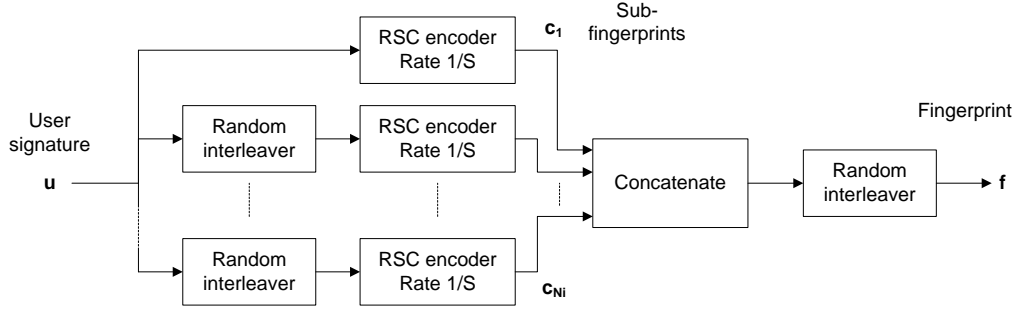 Sub-
fingerprints
RSC encoder
Rate 1/S
c1
User
signature
u
Random
interleaver
RSC encoder
Rate 1/S
Concatenate
Random
interleaver
Fingerprint
f
Random
interleaver
RSC encoder
Rate 1/S
cNi